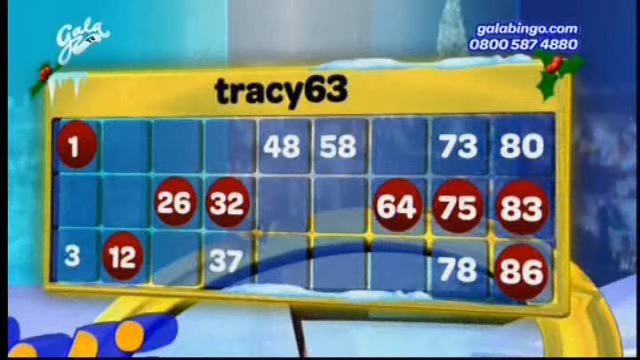 Gala
galabingo.com
0800 587 4880
tracy63
1 48 58 73 80
26 32 64 75 83
3 12 37 78 86